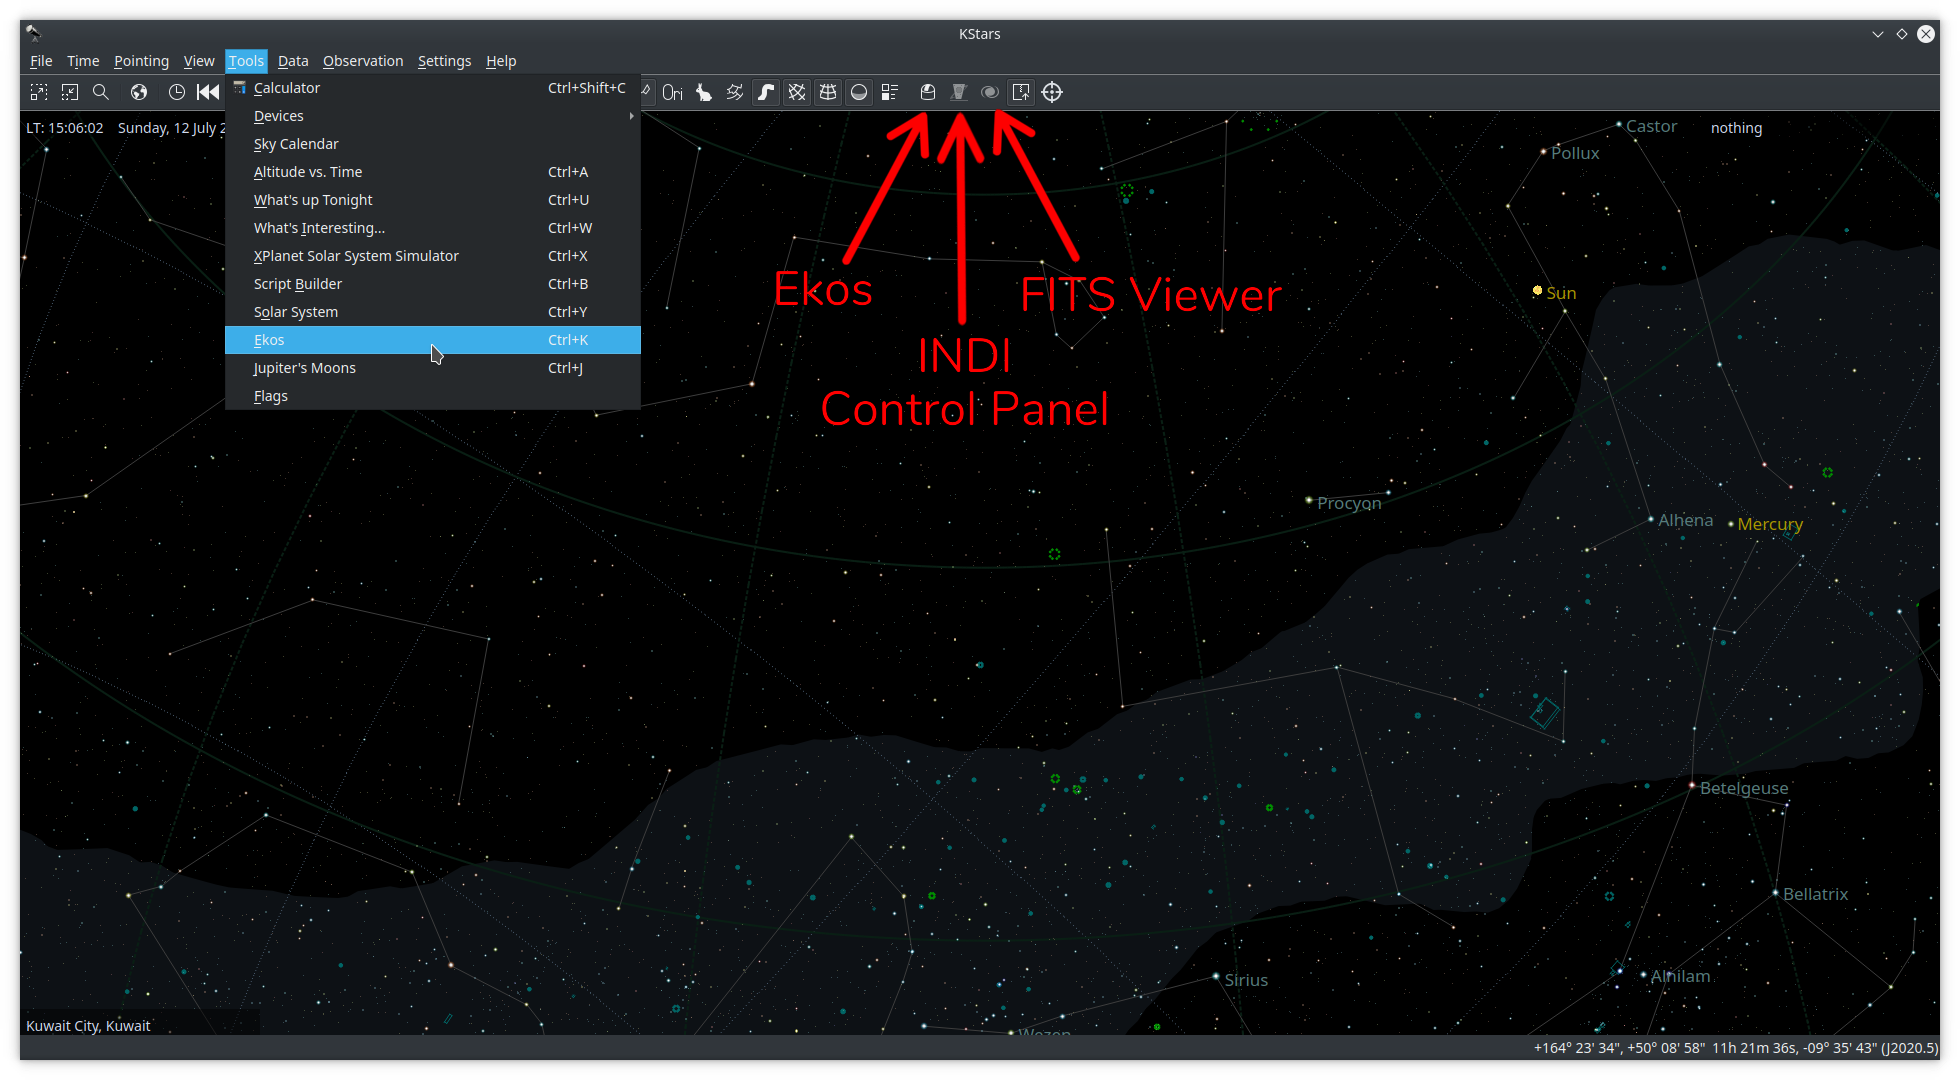 KStars
File Time Pointing View Tools Data Observation Settings Help
Calculator Ctrl+Shift+C
Ori
Devices
LT: 15:06:02 Sunday, 12 July 2
Sky Calendar
Altitude vs. Time Ctrl+A
What's up Tonight Ctrl+U
What's Interesting... Ctrl+W
XPlanet Solar System Simulator Ctrl+X
Script Builder Ctrl+B
Solar System Ctrl+Y
Ekos Ctrl+K
Jupiter's Moons Ctrl+J
Flags
nothing
Castor
Pollux
Ekos
FITS Viewer
Sun
INDI
Control Panel
Procyon
Alhena
Mercury
Betelgeuse
Bellatrix
Alnilam
Sirius
Wezen
Kuwait City, Kuwait
+164° 23' 34", +50° 08' 58" 11h 21m 36s, -09° 35' 43" (J2020.5)